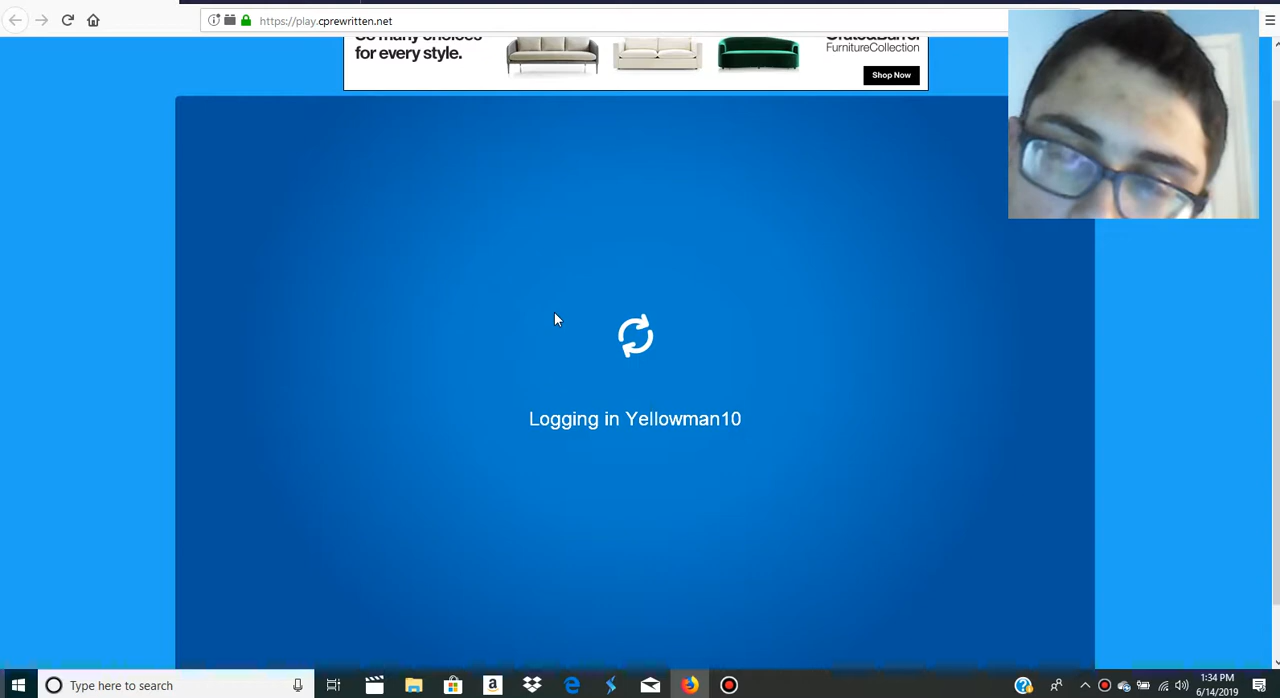 https://play.cprewritten.net
for every style.
FurnitureCollection
Shop Now
Logging in Yellowman10
Type here to search
1:34 PM
6/14/2019